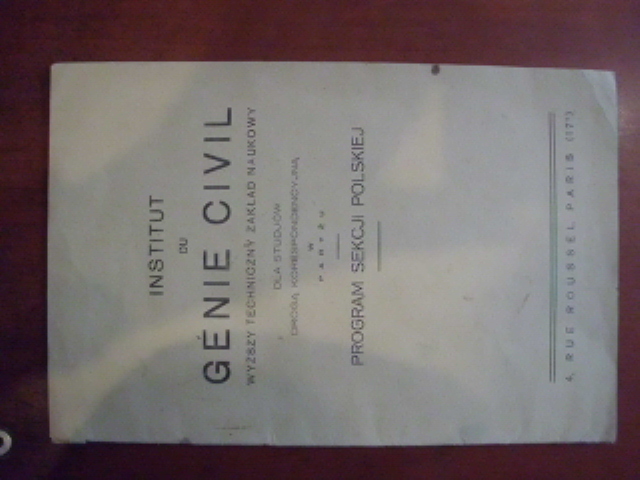 INSTITUT
DU
GÉNIE CIVIL
WYŻSZY TECHNICZNY ZAKŁAD NAUKOWY
DLA STUDJÓW
DROGĄ KORESPONDENCYJNĄ
W
PARYŻU
PROGRAM SEKCJI POLSKIEJ
4, RUE ROUSSEL PARIS (17e)